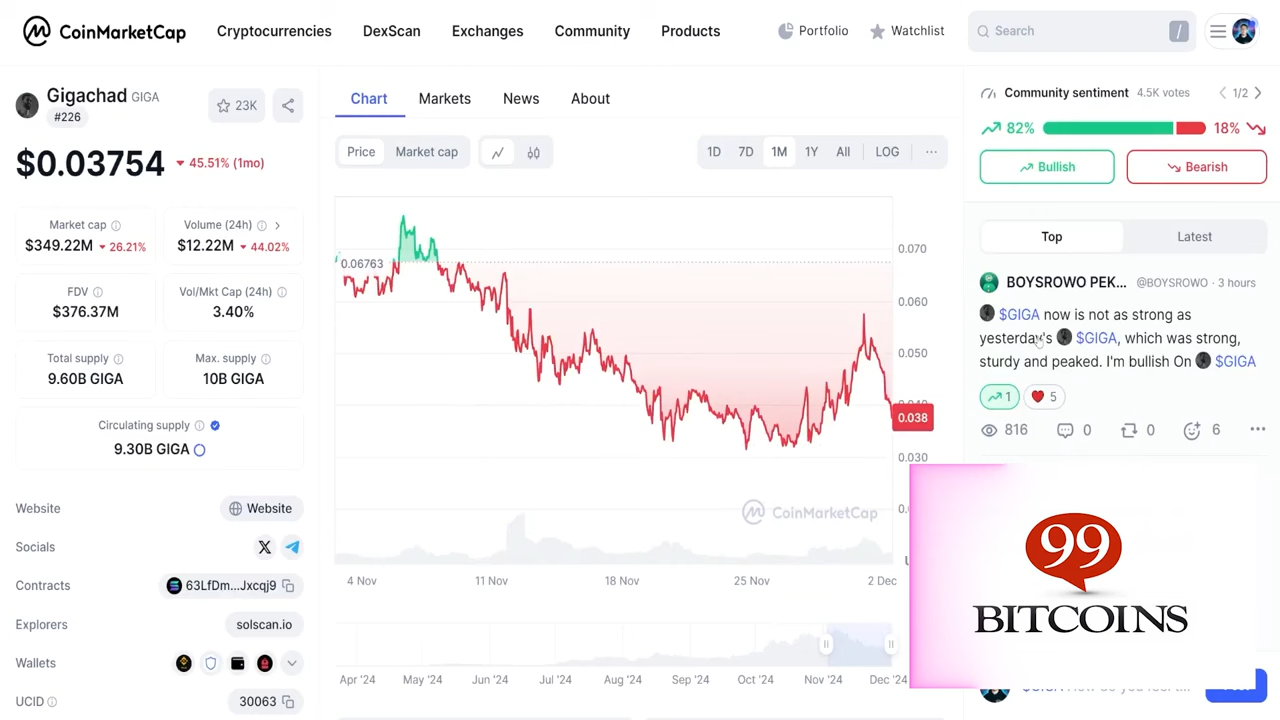 CoinMarketCap
Cryptocurrencies
DexScan
Exchanges
Community
Products
Portfolio
Watchlist
Search
/
Gigachad GIGA
#226
23K
$0.03754
45.51% (1mo)
Market cap
$349.22M 26.21%
Volume (24h)
$12.22M 44.02%
FDV
$376.37M
Vol/Mkt Cap (24h)
3.40%
Total supply
9.60B GIGA
Max. supply
10B GIGA
Circulating supply
9.30B GIGA
Website
Website
Socials
Contracts
63LfDm...Jxcqj9
Explorers
solscan.io
Wallets
UCID
30063
Chart
Markets
News
About
Price
Market cap
1D
7D
1M
1Y
All
LOG
...
0.06763
0.070
0.060
0.050
0.038
0.030
CoinMarketCap
4 Nov
11 Nov
18 Nov
25 Nov
2 Dec
Apr '24
May '24
Jun '24
Jul '24
Aug '24
Sep '24
Oct '24
Nov '24
Dec '24
Community sentiment 4.5K votes
1/2
82%
18%
Bullish
Bearish
Top
Latest
BOYSROWO PEK... @BOYSROWO · 3 hours
$GIGA now is not as strong as
yesterday's $GIGA, which was strong,
sturdy and peaked. I'm bullish On $GIGA
1
5
816
0
0
6
99
BITCOINS